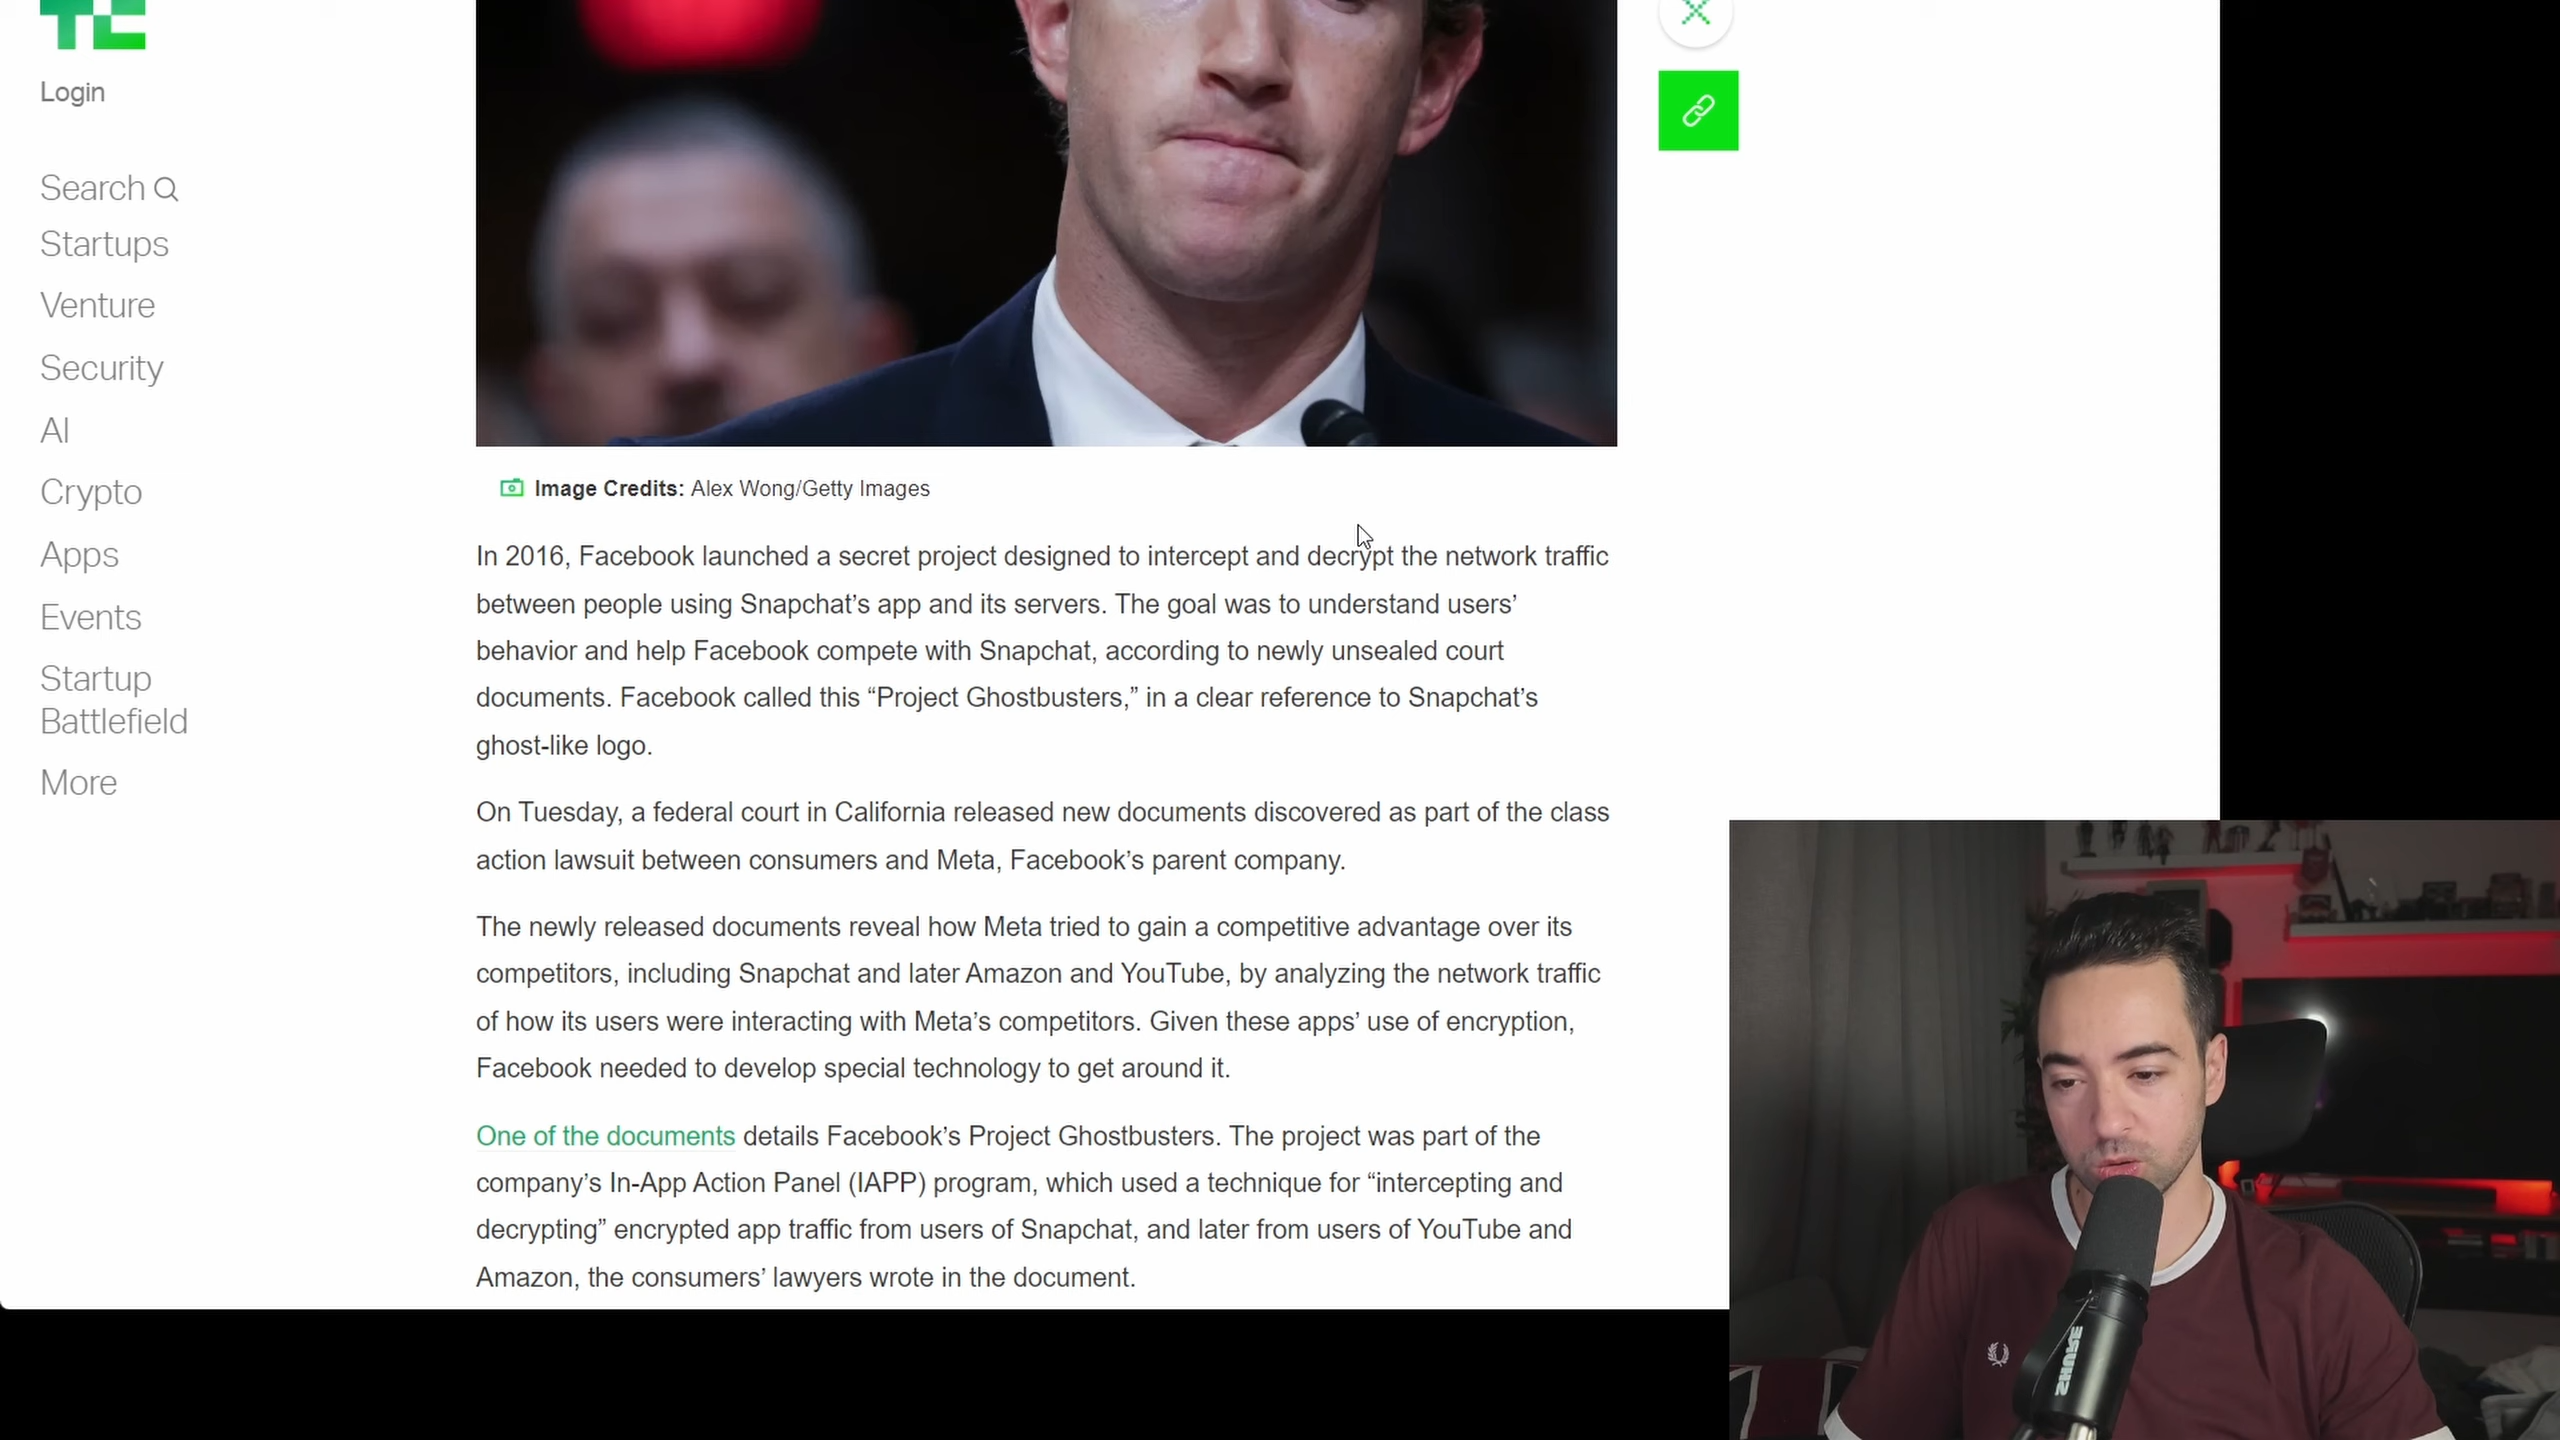 TC
Login
Search
Startups
Venture
Security
AI
Crypto
Apps
Events
Startup
Battlefield
More
Image Credits: Alex Wong/Getty Images
In 2016, Facebook launched a secret project designed to intercept and decrypt the network traffic
between people using Snapchat’s app and its servers. The goal was to understand users’
behavior and help Facebook compete with Snapchat, according to newly unsealed court
documents. Facebook called this “Project Ghostbusters,” in a clear reference to Snapchat’s
ghost-like logo.
On Tuesday, a federal court in California released new documents discovered as part of the class
action lawsuit between consumers and Meta, Facebook’s parent company.
The newly released documents reveal how Meta tried to gain a competitive advantage over its
competitors, including Snapchat and later Amazon and YouTube, by analyzing the network traffic
of how its users were interacting with Meta’s competitors. Given these apps’ use of encryption,
Facebook needed to develop special technology to get around it.
One of the documents details Facebook’s Project Ghostbusters. The project was part of the
company’s In-App Action Panel (IAPP) program, which used a technique for “intercepting and
decrypting” encrypted app traffic from users of Snapchat, and later from users of YouTube and
Amazon, the consumers’ lawyers wrote in the document.
SHURE